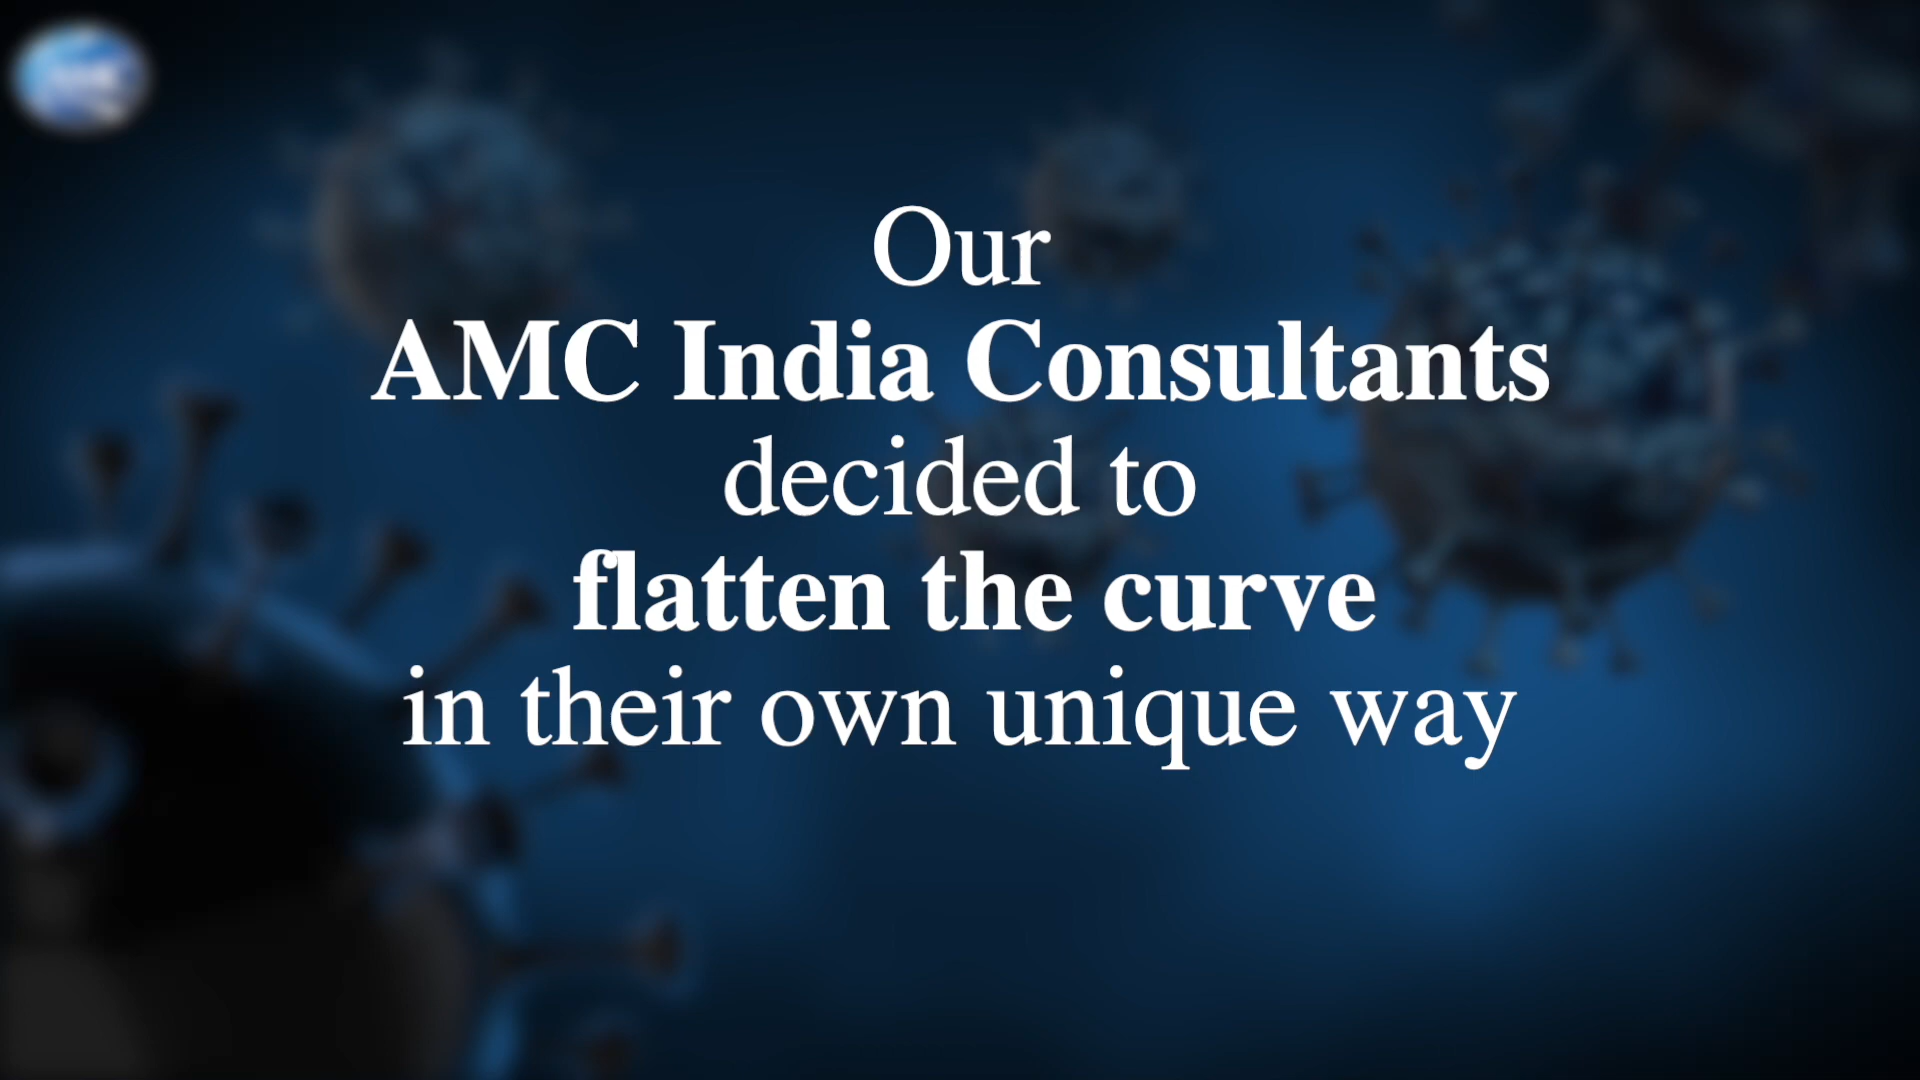 Our
AMC India Consultants
decided to
flatten the curve
in their own unique way